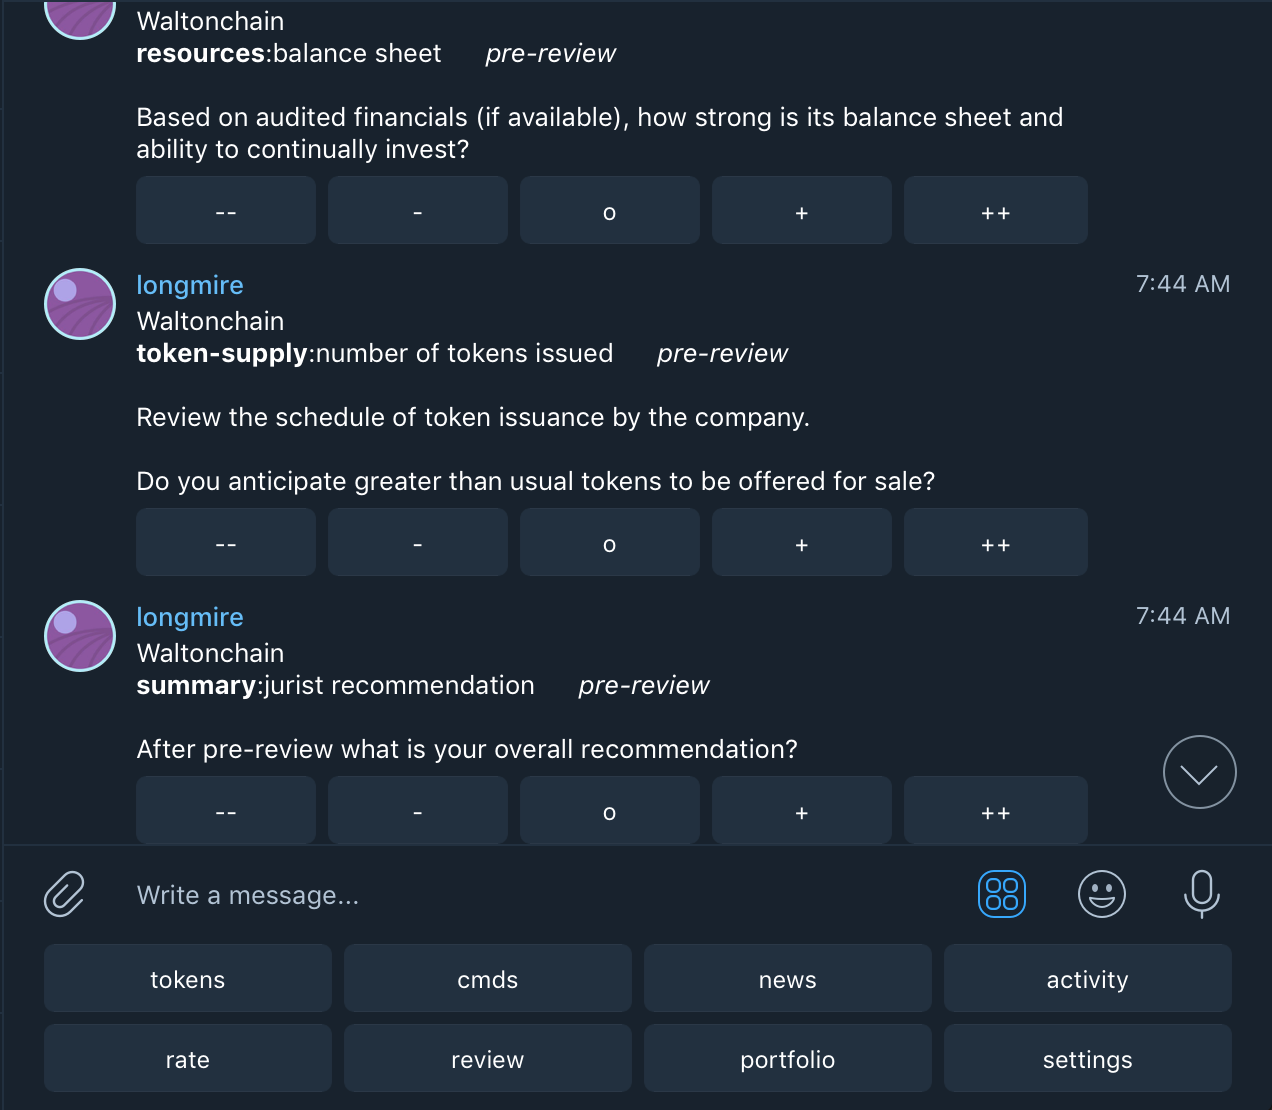 Waltonchain
resources:balance sheet pre-review
Based on audited financials (if available), how strong is its balance sheet and
ability to continually invest?
-- - o + ++
longmire 7:44 AM
Waltonchain
token-supply:number of tokens issued pre-review
Review the schedule of token issuance by the company.
Do you anticipate greater than usual tokens to be offered for sale?
-- - o + ++
longmire 7:44 AM
Waltonchain
summary:jurist recommendation pre-review
After pre-review what is your overall recommendation?
-- - o + ++
Write a message...
tokens cmds news activity
rate review portfolio settings